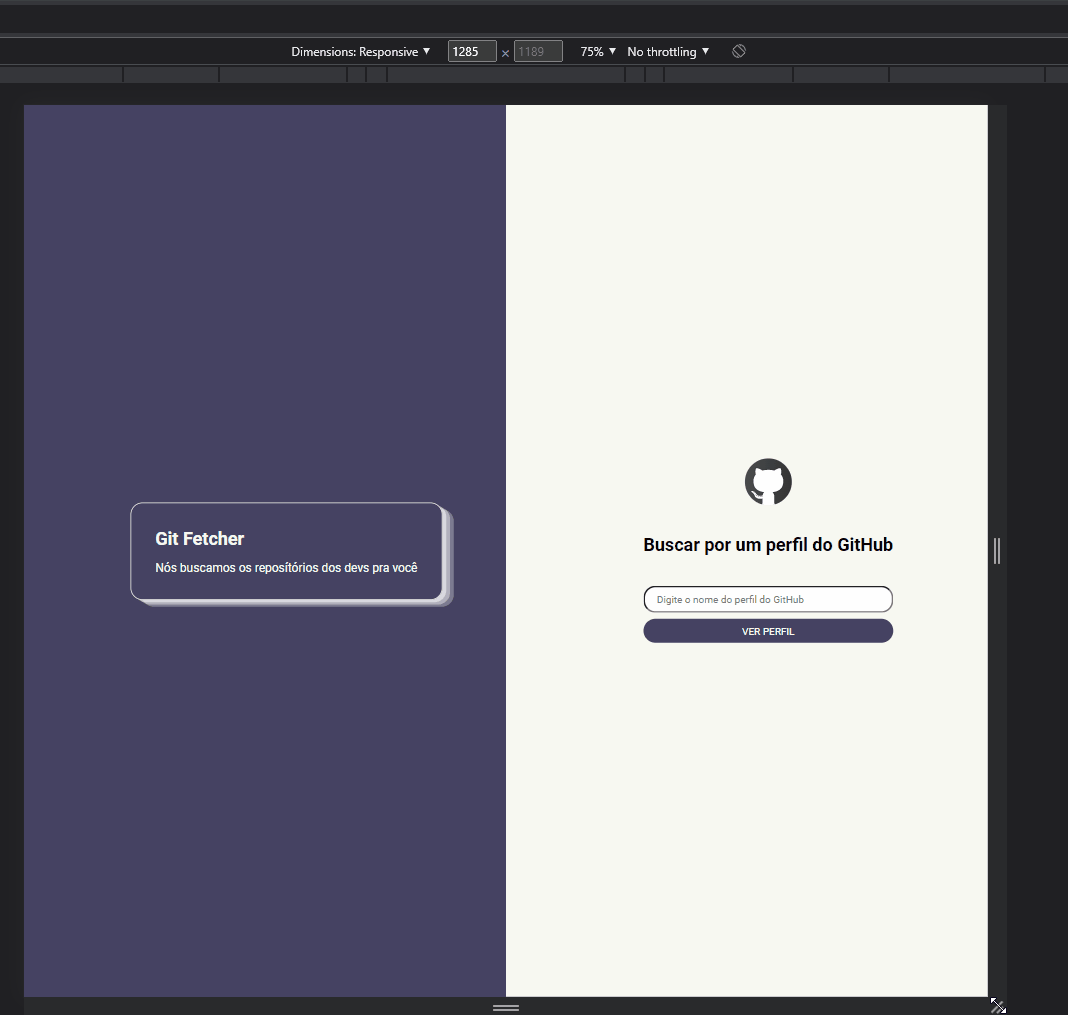 Dimensions: Responsive ▼ 1285 × 1189 75% ▼ No throttling ▼
Git Fetcher
Nós buscamos os reposítórios dos devs pra você
Buscar por um perfil do GitHub
Digite o nome do perfil do GitHub
VER PERFIL